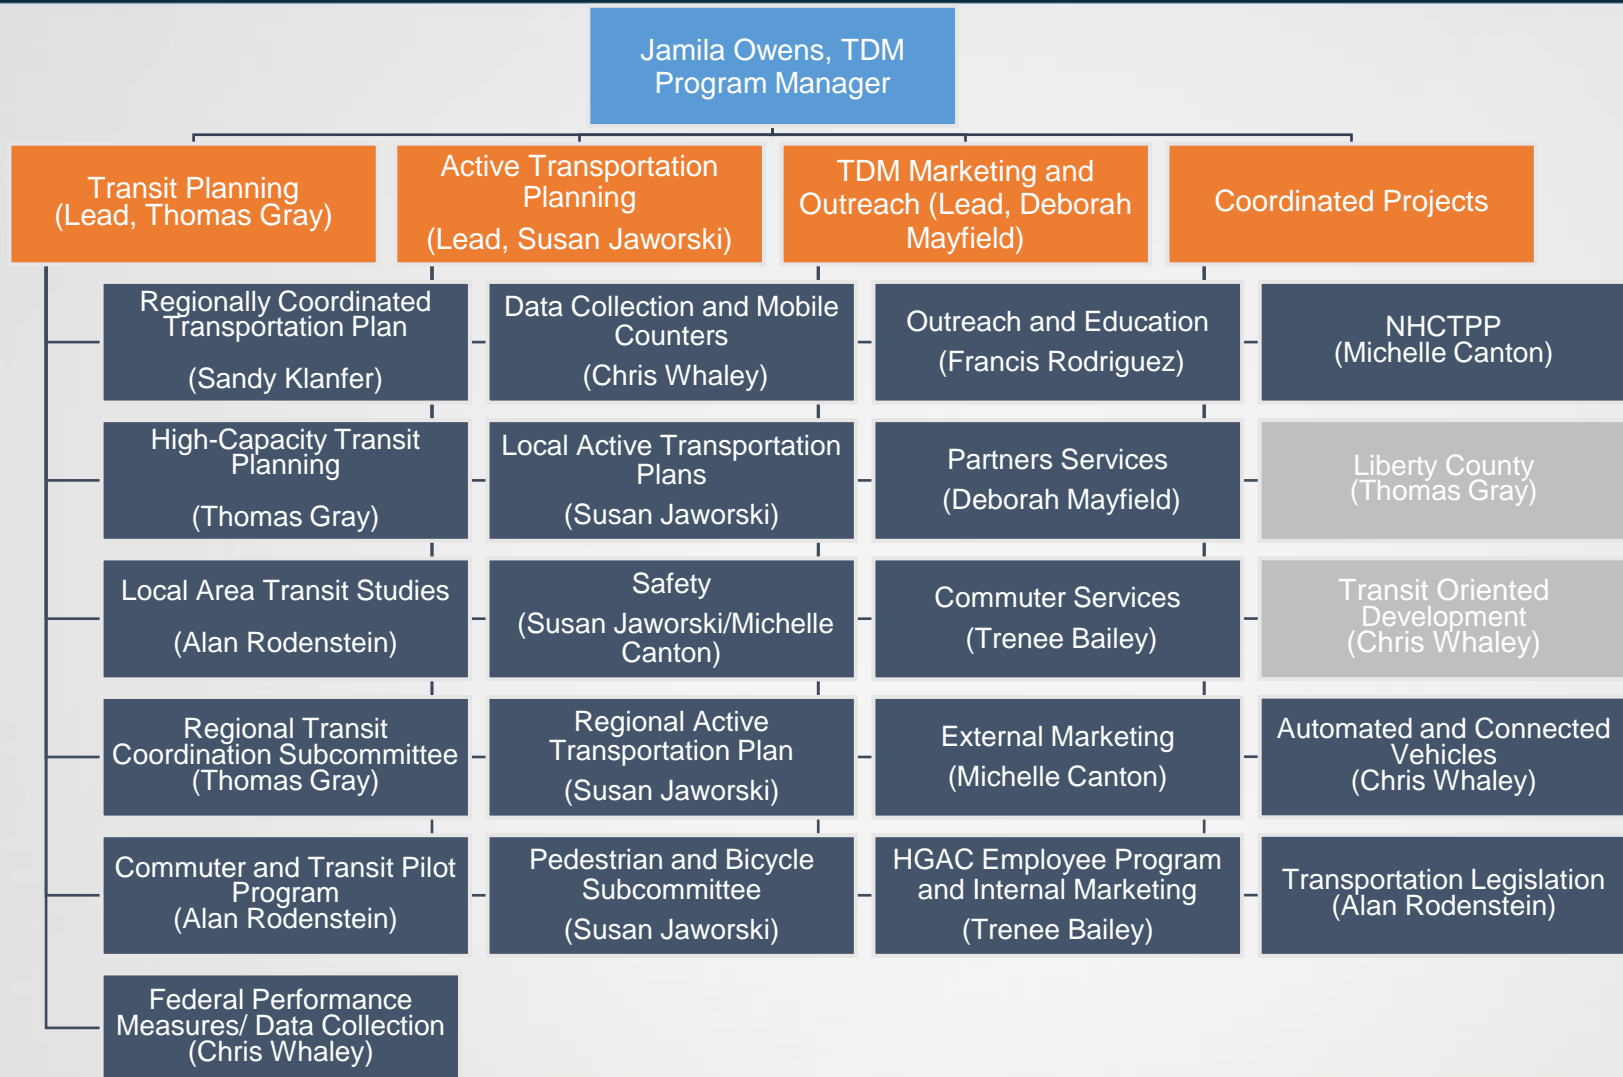 Jamila Owens, TDM
Program Manager
Transit Planning
(Lead, Thomas Gray)
Regionally Coordinated
Transportation Plan
(Sandy Klanfer)
High-Capacity Transit
Planning
(Thomas Gray)
Local Area Transit Studies
(Alan Rodenstein)
Regional Transit
Coordination Subcommittee
(Thomas Gray)
Commuter and Transit Pilot
Program
(Alan Rodenstein)
Federal Performance
Measures/ Data Collection
(Chris Whaley)
Active Transportation
Planning
(Lead, Susan Jaworski)
Data Collection and Mobile
Counters
(Chris Whaley)
Local Active Transportation
Plans
(Susan Jaworski)
Safety
(Susan Jaworski/Michelle
Canton)
Regional Active
Transportation Plan
(Susan Jaworski)
Pedestrian and Bicycle
Subcommittee
(Susan Jaworski)
TDM Marketing and
Outreach (Lead, Deborah
Mayfield)
Outreach and Education
(Francis Rodriguez)
Partners Services
(Deborah Mayfield)
Commuter Services
(Trenee Bailey)
External Marketing
(Michelle Canton)
HGAC Employee Program
and Internal Marketing
(Trenee Bailey)
Coordinated Projects
NHCTPP
(Michelle Canton)
Liberty County
(Thomas Gray)
Transit Oriented
Development
(Chris Whaley)
Automated and Connected
Vehicles
(Chris Whaley)
Transportation Legislation
(Alan Rodenstein)